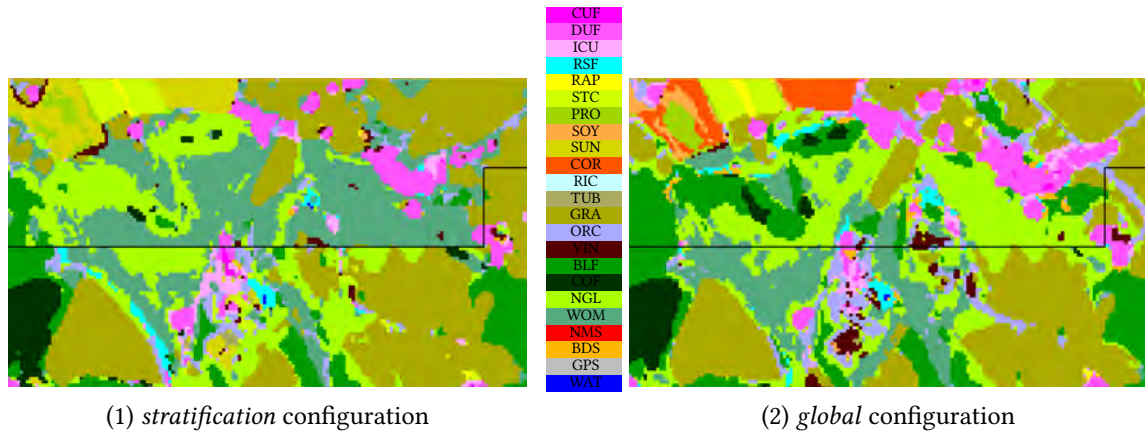 CUF
DUF
ICU
RSF
RAP
STC
PRO
SOY
SUN
COR
RIC
TUB
GRA
ORC
VIN
BLF
COF
NGL
WOM
NMS
BDS
GPS
WAT
(1) stratification configuration
(2) global configuration